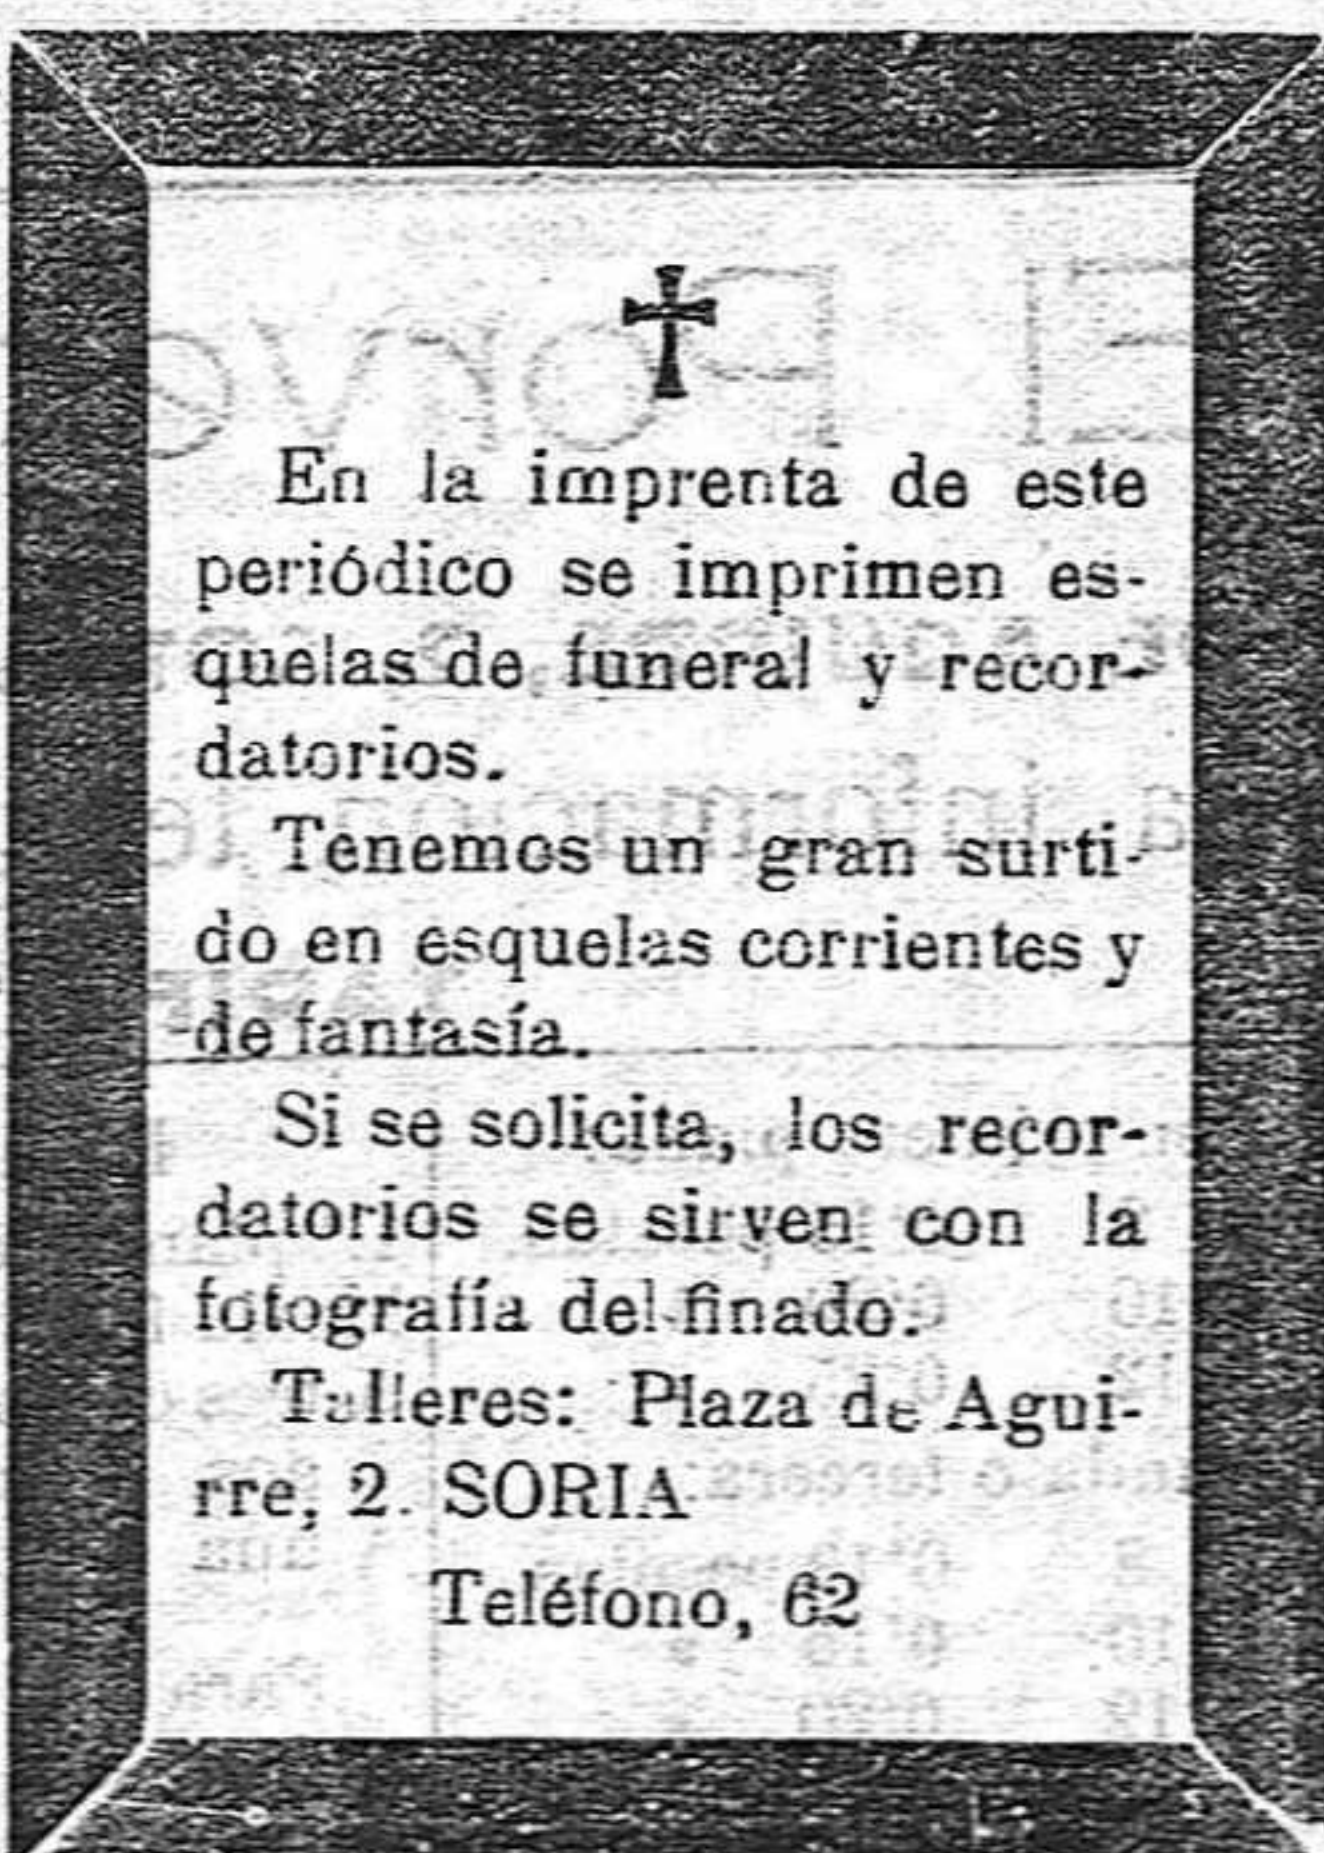 En la imprenta de este
periódico se imprimen es-
quelas de funeral y recor-
datorios.
Tenemos un gran surti-
do en esquelas corrientes y
de fantasía.
Si se solicita, los recor-
datorios se sirven con la
fotografía del finado.
Talleres: Plaza de Agui-
rre, 2. SORIA
Teléfono, 62